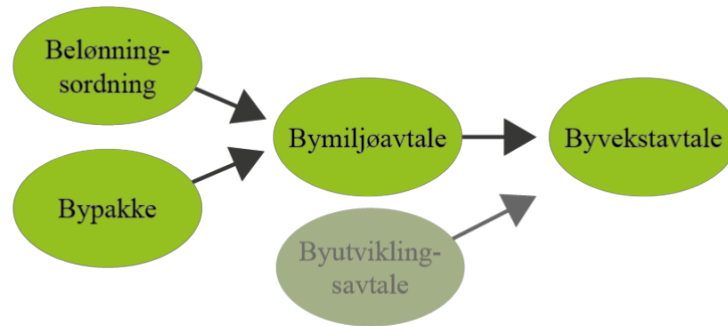 Belønning-
sordning
Bypakke
Bymiljøavtale
Byutvikling-
savtale
Byvekstavtale